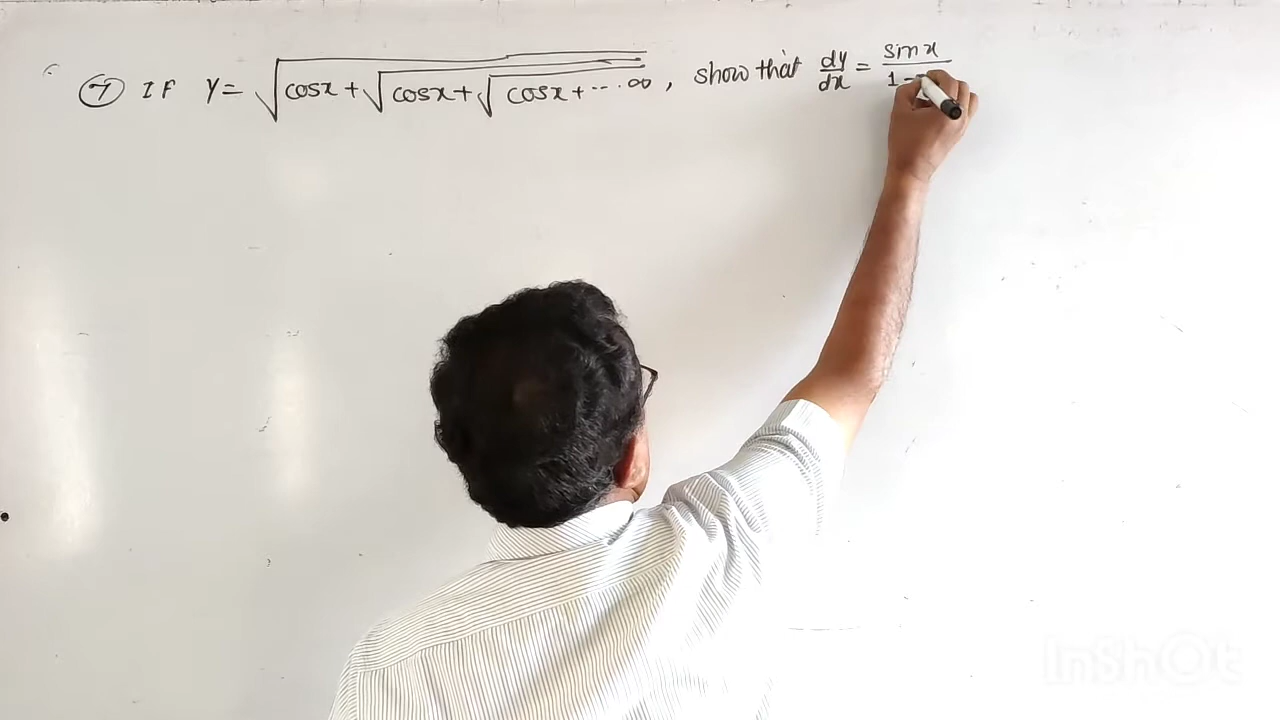 7 If y = √cosx + √cosx + √cosx + ....∞, show that dy/dx = sinx/1-
InShOt